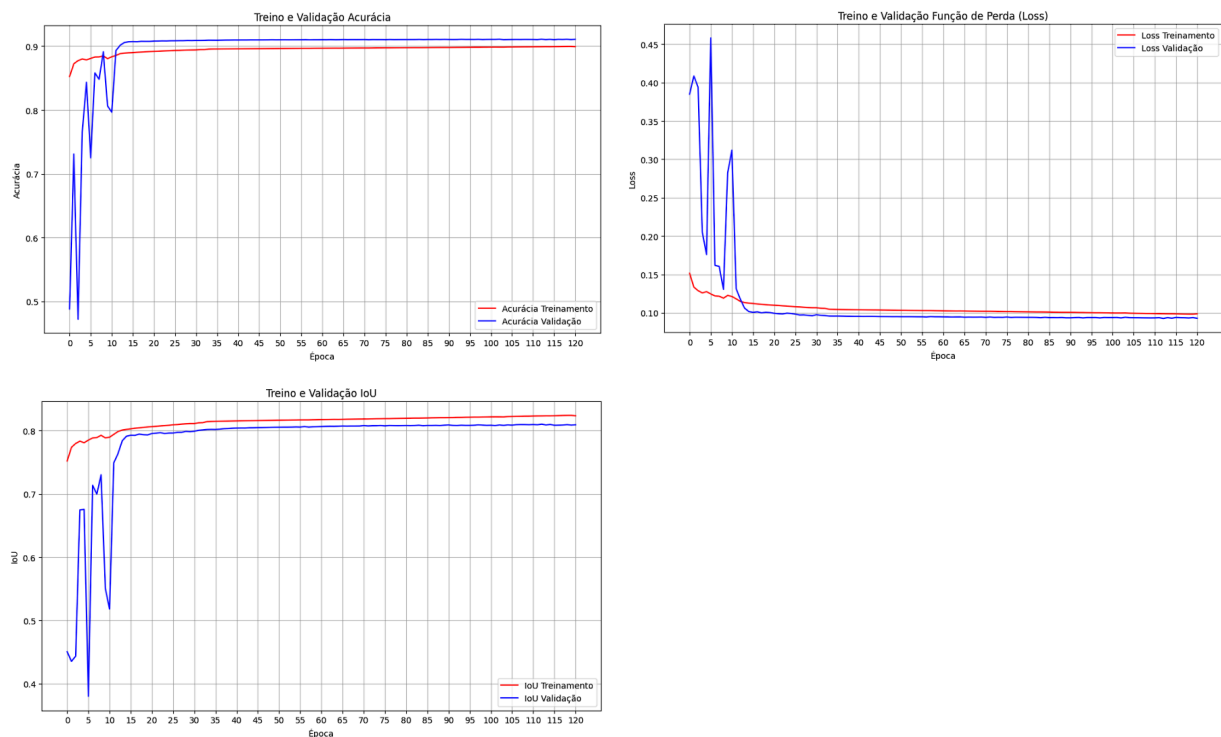 Treino e Validação Acurácia
0.9
0.8
0.7
0.6
0.5
Acurácia
Acurácia Treinamento
Acurácia Validação
0 5 10 15 20 25 30 35 40 45 50 55 60 65 70 75 80 85 90 95 100 105 110 115 120
Época
Treino e Validação Função de Perda (Loss)
0.45
0.40
0.35
0.30
0.25
0.20
0.15
0.10
Loss
Loss Treinamento
Loss Validação
0 5 10 15 20 25 30 35 40 45 50 55 60 65 70 75 80 85 90 95 100 105 110 115 120
Época
Treino e Validação IoU
0.8
0.7
0.6
0.5
0.4
IoU
IoU Treinamento
IoU Validação
0 5 10 15 20 25 30 35 40 45 50 55 60 65 70 75 80 85 90 95 100 105 110 115 120
Época